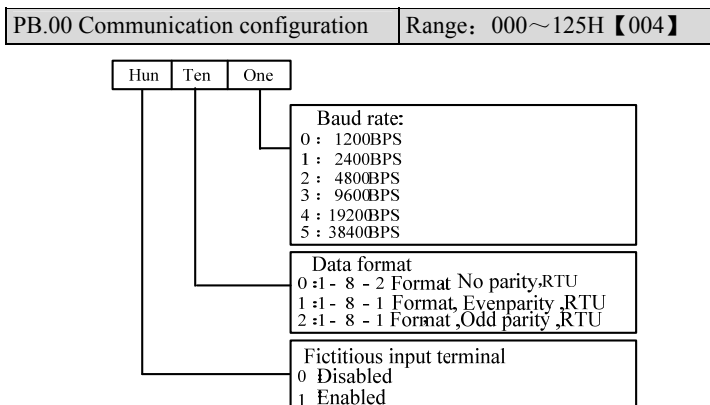 PB.00 Communication configuration Range：000～125H【004】
Hun Ten One
Baud rate:
0 : 1200BPS
1 : 2400BPS
2 : 4800BPS
3 : 9600BPS
4 : 19200BPS
5 : 38400BPS
Data format
0 :1 - 8 - 2 Format No parity,RTU
1 :1 - 8 - 1 Format, Evenparity ,RTU
2 :1 - 8 - 1 Format ,Odd parity ,RTU
Fictitious input terminal
0 Disabled
1 Enabled